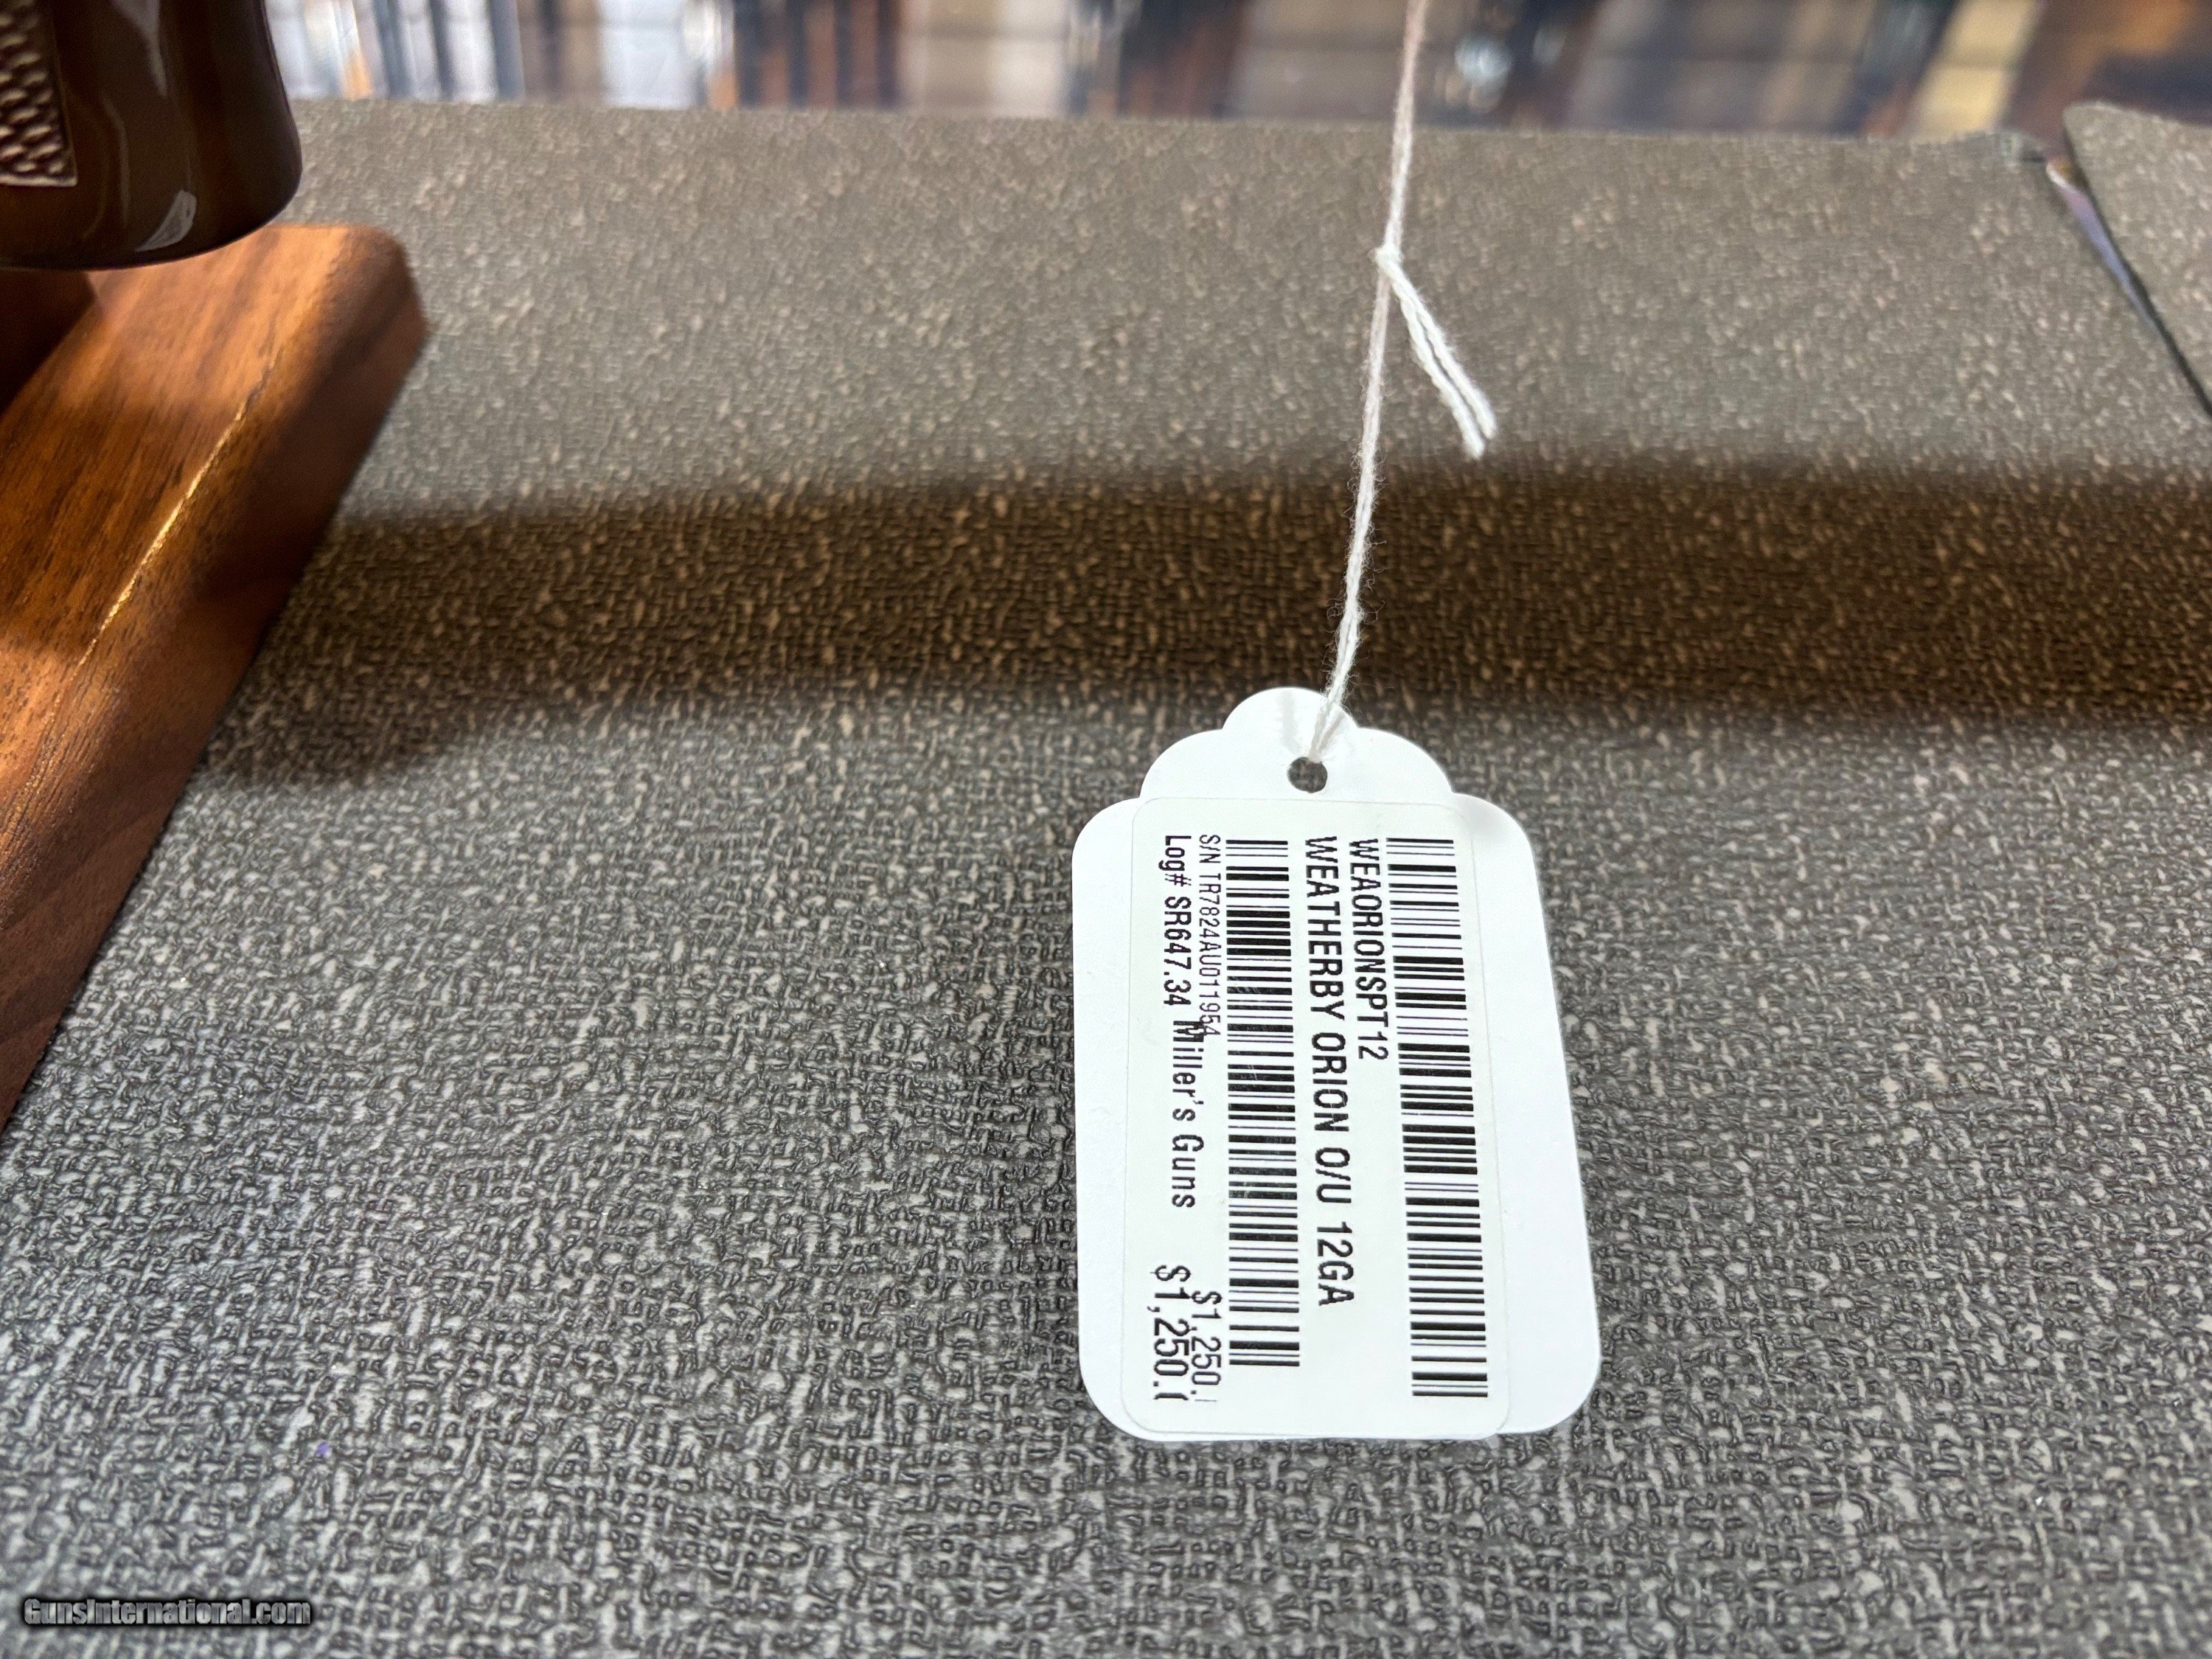 WEAORIONSPT12
WEATHERBY ORION O/U 12GA
S/N TR7824AU011954
$1,250.(
Log# SR647.34 Miller's Guns
$1,250.(
GunsInternational.com